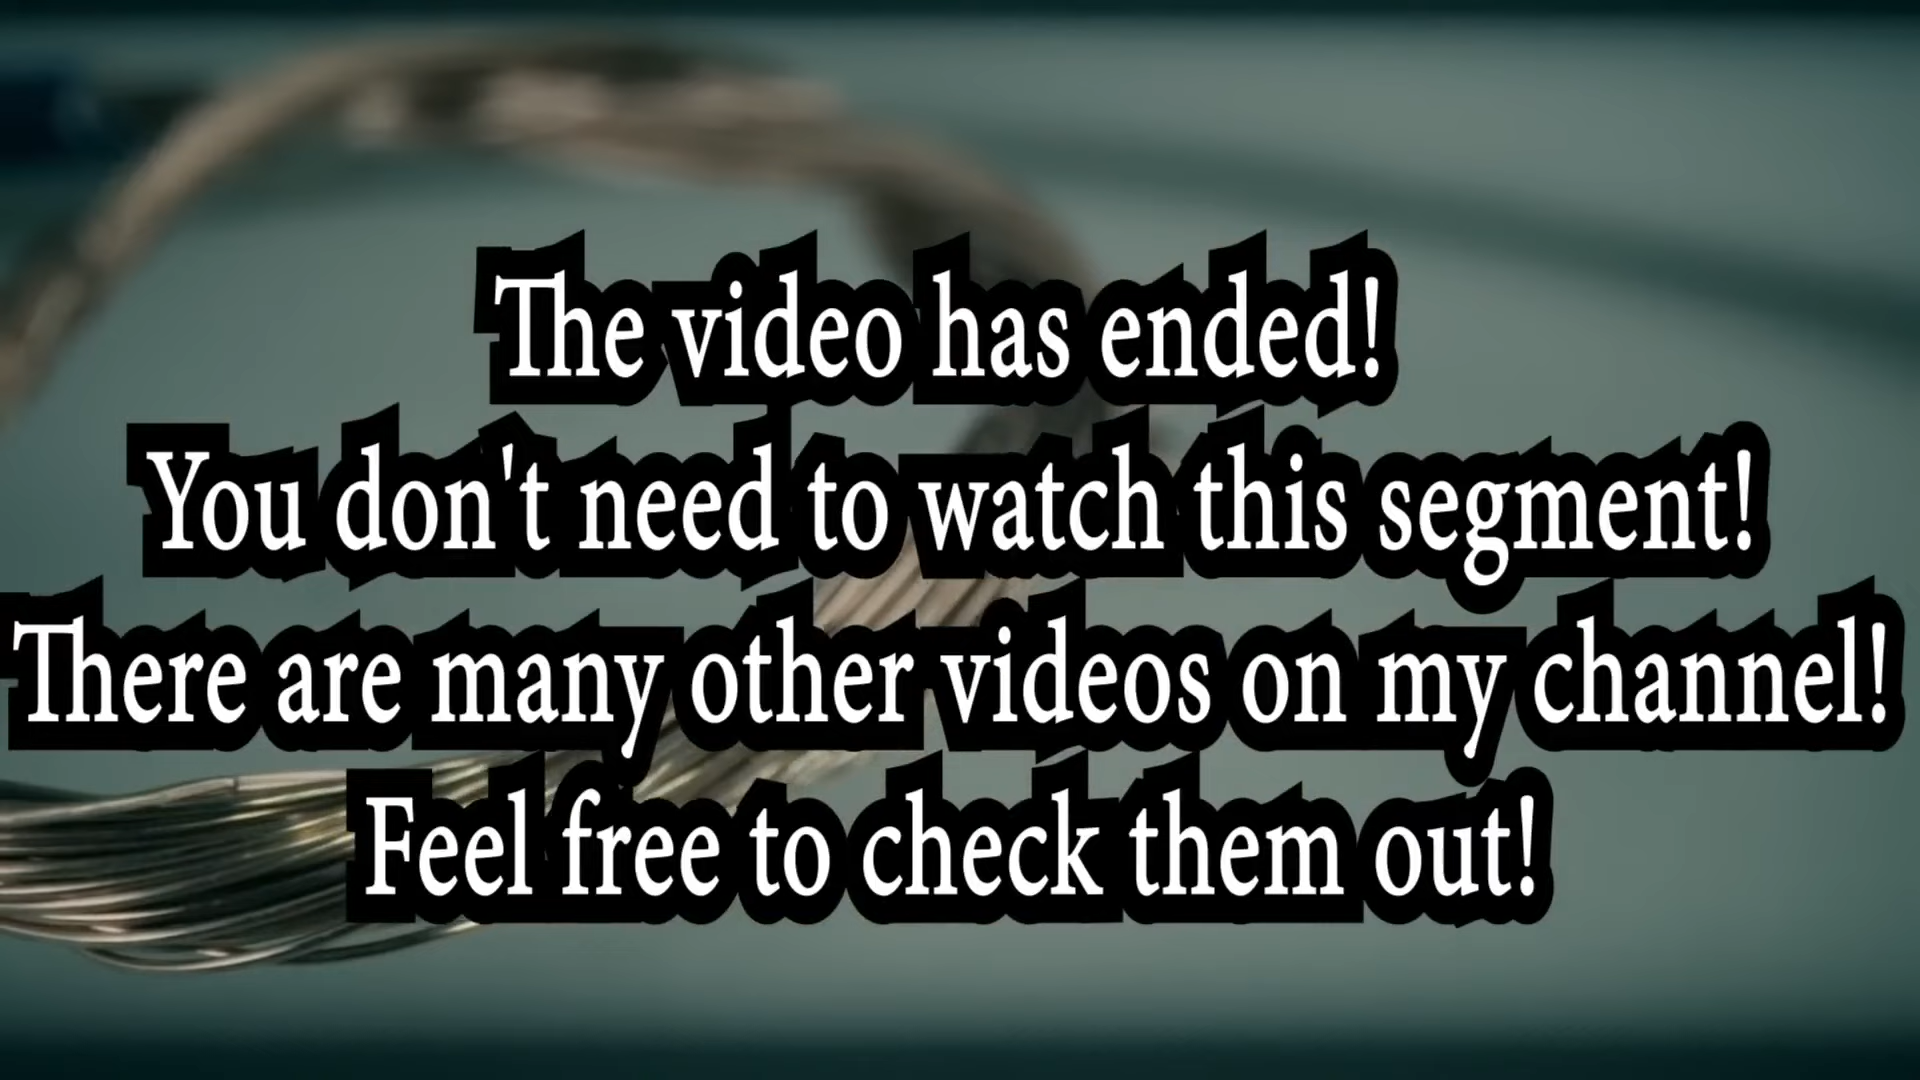 The video has ended!
You don't need to watch this segment!
There are many other videos on my channel!
Feel free to check them out!